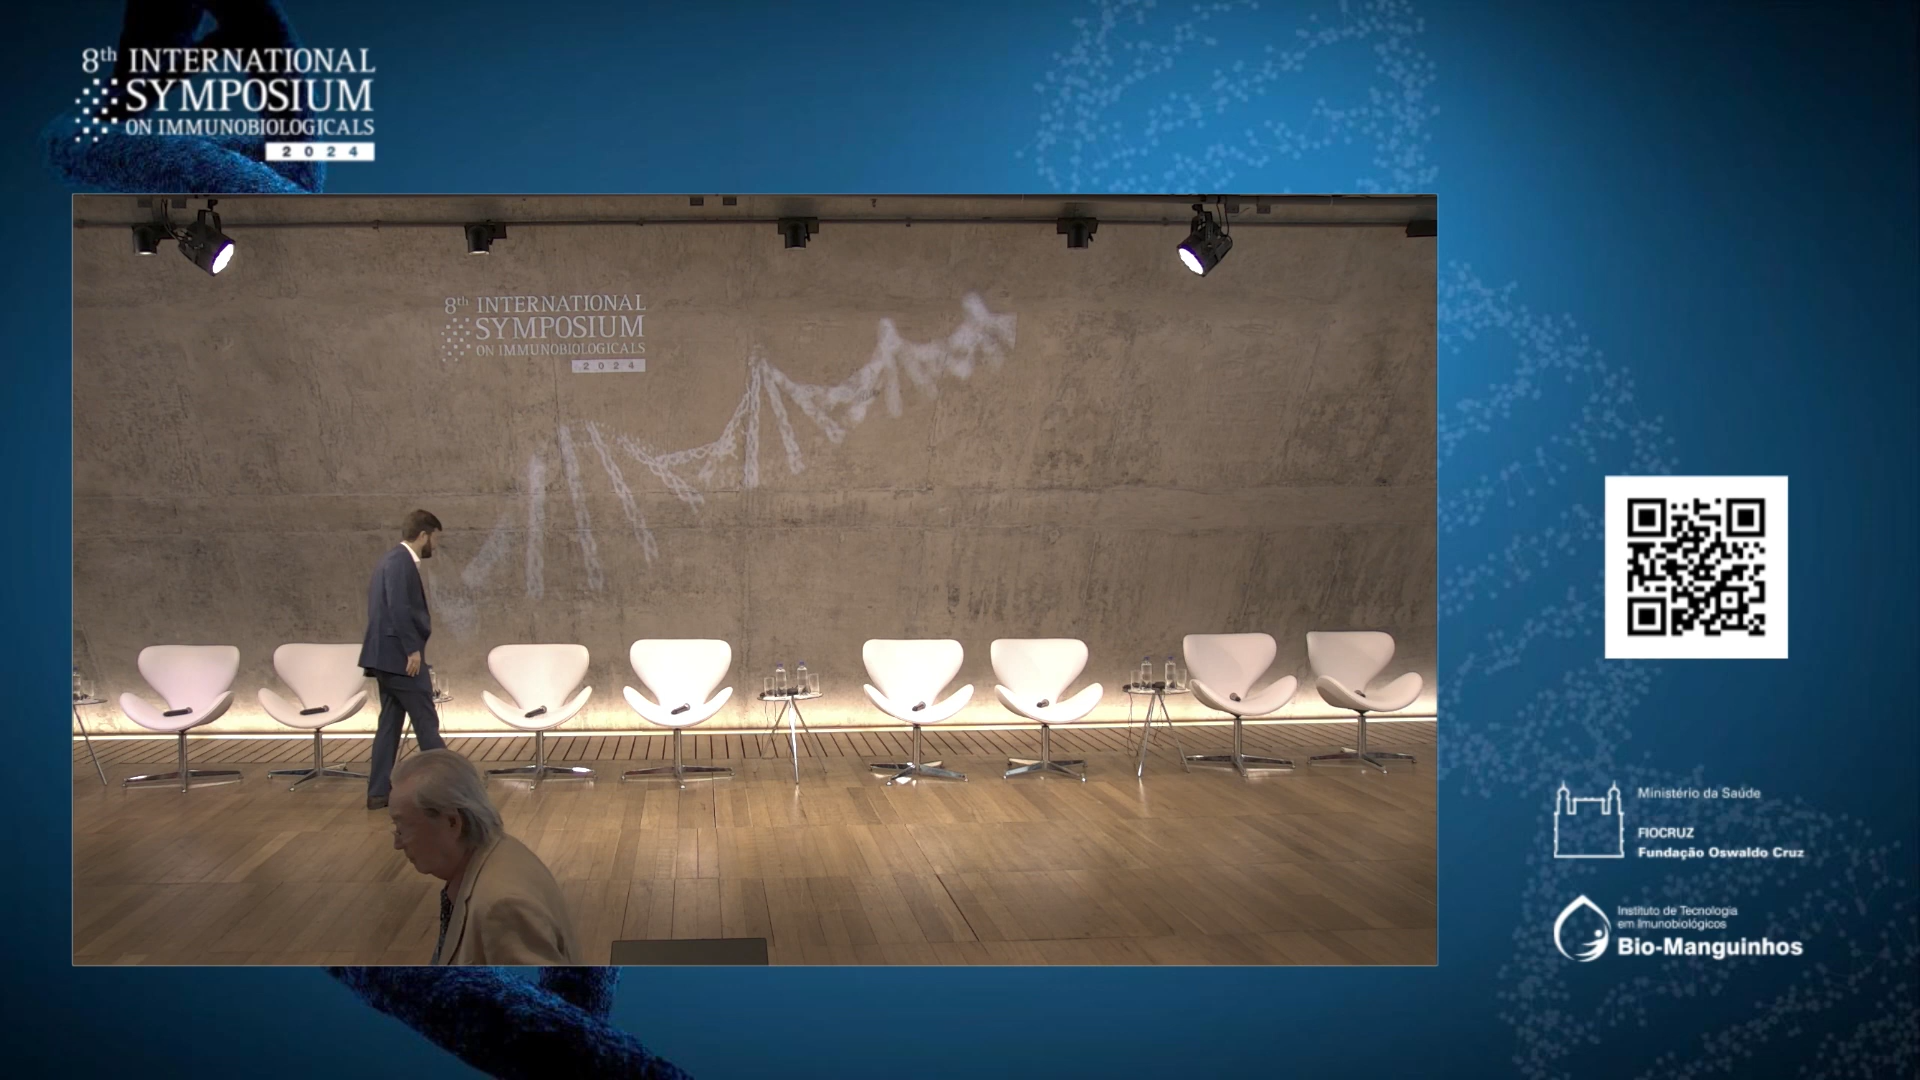 8th INTERNATIONAL
SYMPOSIUM
ON IMMUNOBIOLOGICALS
2024
8th INTERNATIONAL
SYMPOSIUM
ON IMMUNOBIOLOGICALS
2024
Ministério da Saúde
FIOCRUZ
Fundação Oswaldo Cruz
Instituto de Tecnologia
em Imunobiológicos
Bio-Manguinhos